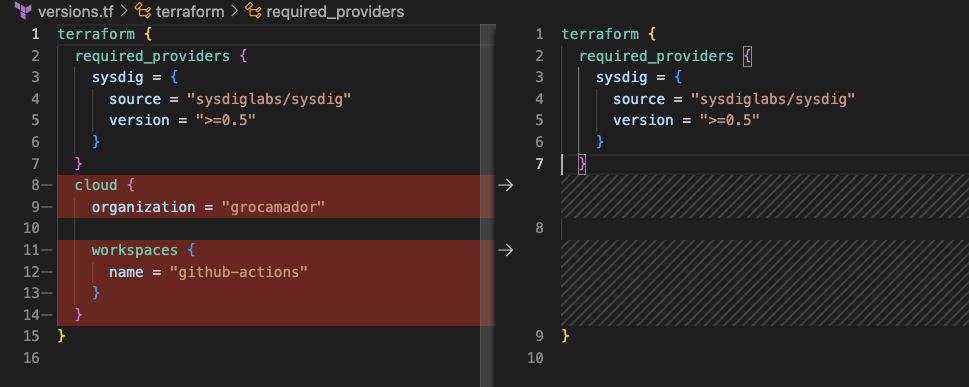 versions.tf > terraform > required_providers
1 terraform {
2 required_providers {
3 sysdig = {
4 source = "sysdiglabs/sysdig"
5 version = ">=0.5"
6 }
7 }
8— cloud {
9— organization = "grocamador"
10
11— workspaces {
12— name = "github-actions"
13— }
14— }
15 }
16
1 terraform {
2 required_providers {
3 sysdig = {
4 source = "sysdiglabs/sysdig"
5 version = ">=0.5"
6 }
7 }
8
9 }
10